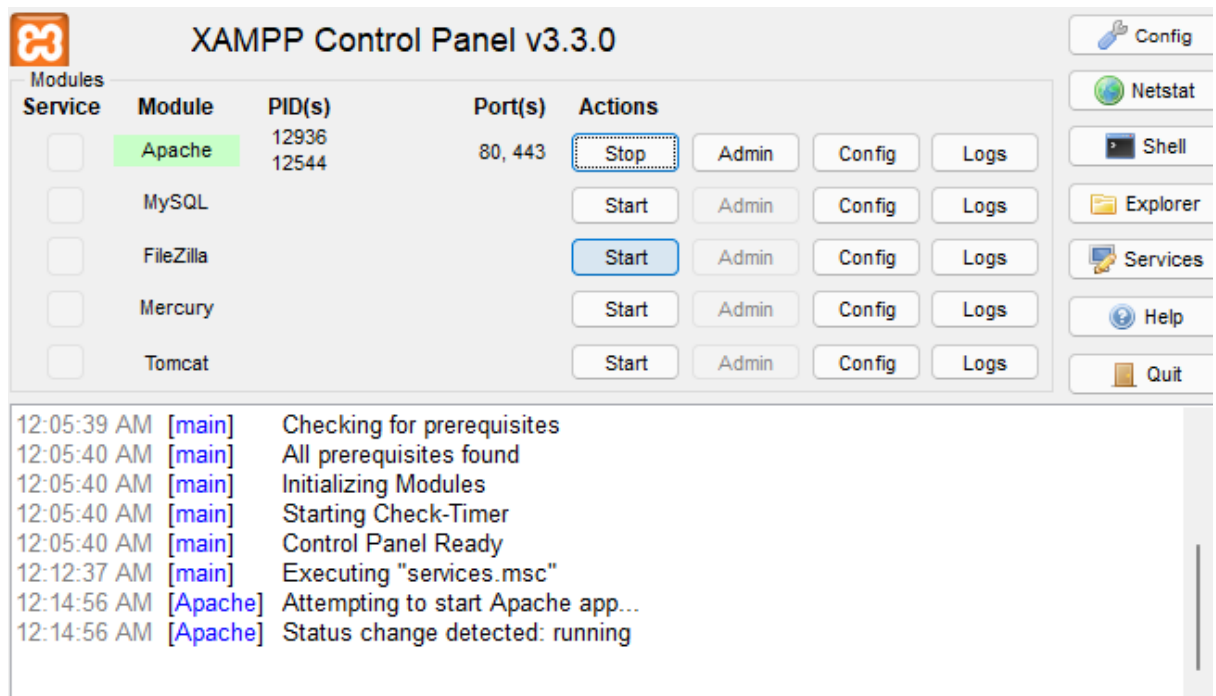 XAMPP Control Panel v3.3.0
Config
Modules
Service Module PID(s) Port(s) Actions
Netstat
Apache 12936 12544 80, 443 Stop Admin Config Logs
Shell
MySQL Start Admin Config Logs
Explorer
FileZilla Start Admin Config Logs
Services
Mercury Start Admin Config Logs
Help
Tomcat Start Admin Config Logs
Quit
12:05:39 AM [main] Checking for prerequisites
12:05:40 AM [main] All prerequisites found
12:05:40 AM [main] Initializing Modules
12:05:40 AM [main] Starting Check-Timer
12:05:40 AM [main] Control Panel Ready
12:12:37 AM [main] Executing "services.msc"
12:14:56 AM [Apache] Attempting to start Apache app...
12:14:56 AM [Apache] Status change detected: running